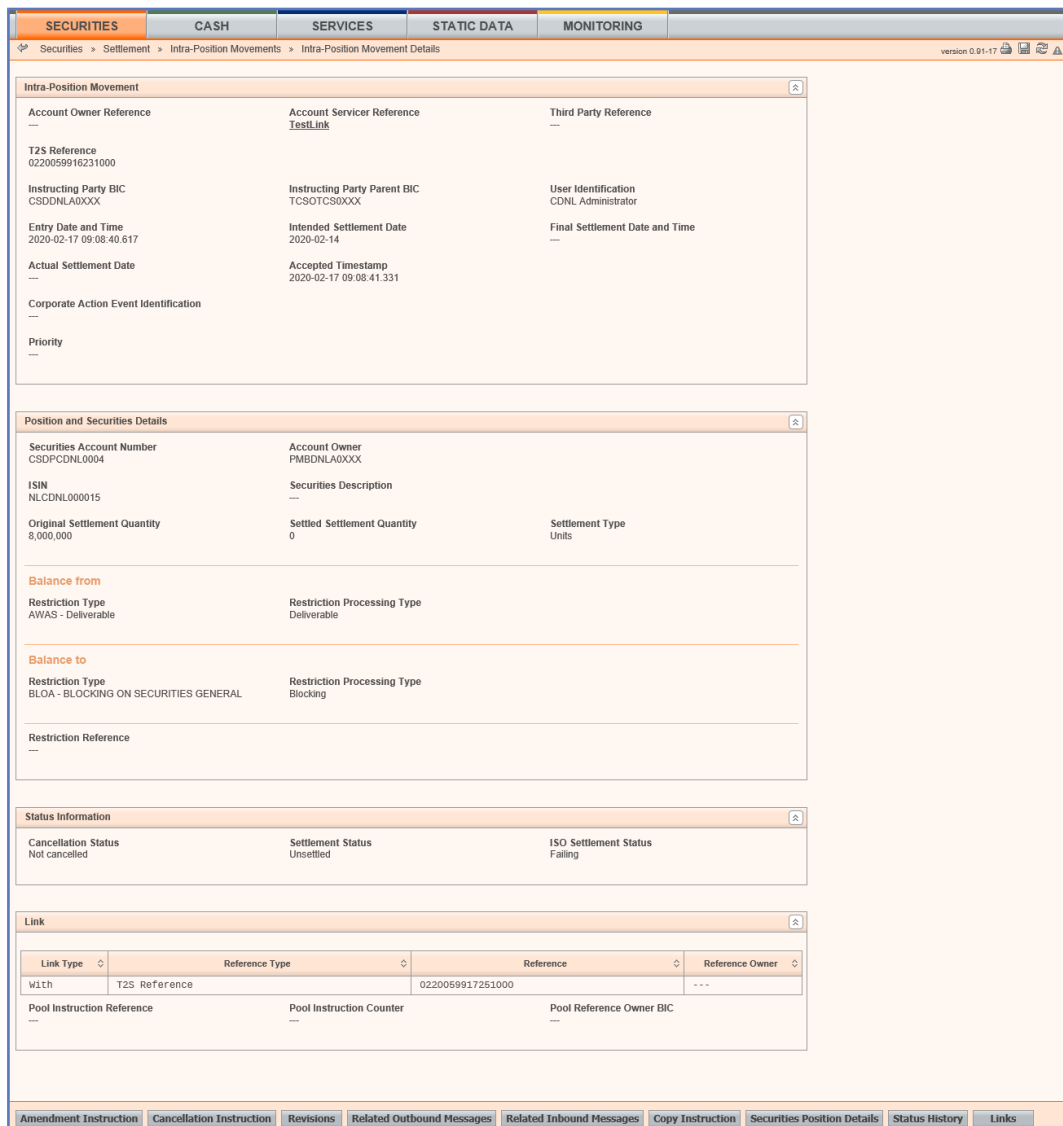 SECURITIES CASH SERVICES STATIC DATA MONITORING
Securities » Settlement » Intra-Position Movements » Intra-Position Movement Details version 0.91-17
Intra-Position Movement
Account Owner Reference Account Servicer Reference Third Party Reference
--- TestLink ---
T2S Reference
0220059916231000
Instructing Party BIC Instructing Party Parent BIC User Identification
CSDDNLA0XXX TCSOTCS0XXX CDNL Administrator
Entry Date and Time Intended Settlement Date Final Settlement Date and Time
2020-02-17 09:08:40.617 2020-02-14 ---
Actual Settlement Date Accepted Timestamp
--- 2020-02-17 09:08:41.331
Corporate Action Event Identification
---
Priority
---
Position and Securities Details
Securities Account Number Account Owner
CSDPCDNL0004 PMBDNLA0XXX
ISIN Securities Description
NLCDNL000015 ---
Original Settlement Quantity Settled Settlement Quantity Settlement Type
8,000,000 0 Units
Balance from
Restriction Type Restriction Processing Type
AWAS - Deliverable Deliverable
Balance to
Restriction Type Restriction Processing Type
BLOA - BLOCKING ON SECURITIES GENERAL Blocking
Restriction Reference
---
Status Information
Cancellation Status Settlement Status ISO Settlement Status
Not cancelled Unsettled Failing
Link
Link Type Reference Type Reference Reference Owner
With T2S Reference 0220059917251000 ---
Pool Instruction Reference Pool Instruction Counter Pool Reference Owner BIC
--- --- ---
Amendment Instruction Cancellation Instruction Revisions Related Outbound Messages Related Inbound Messages Copy Instruction Securities Position Details Status History Links